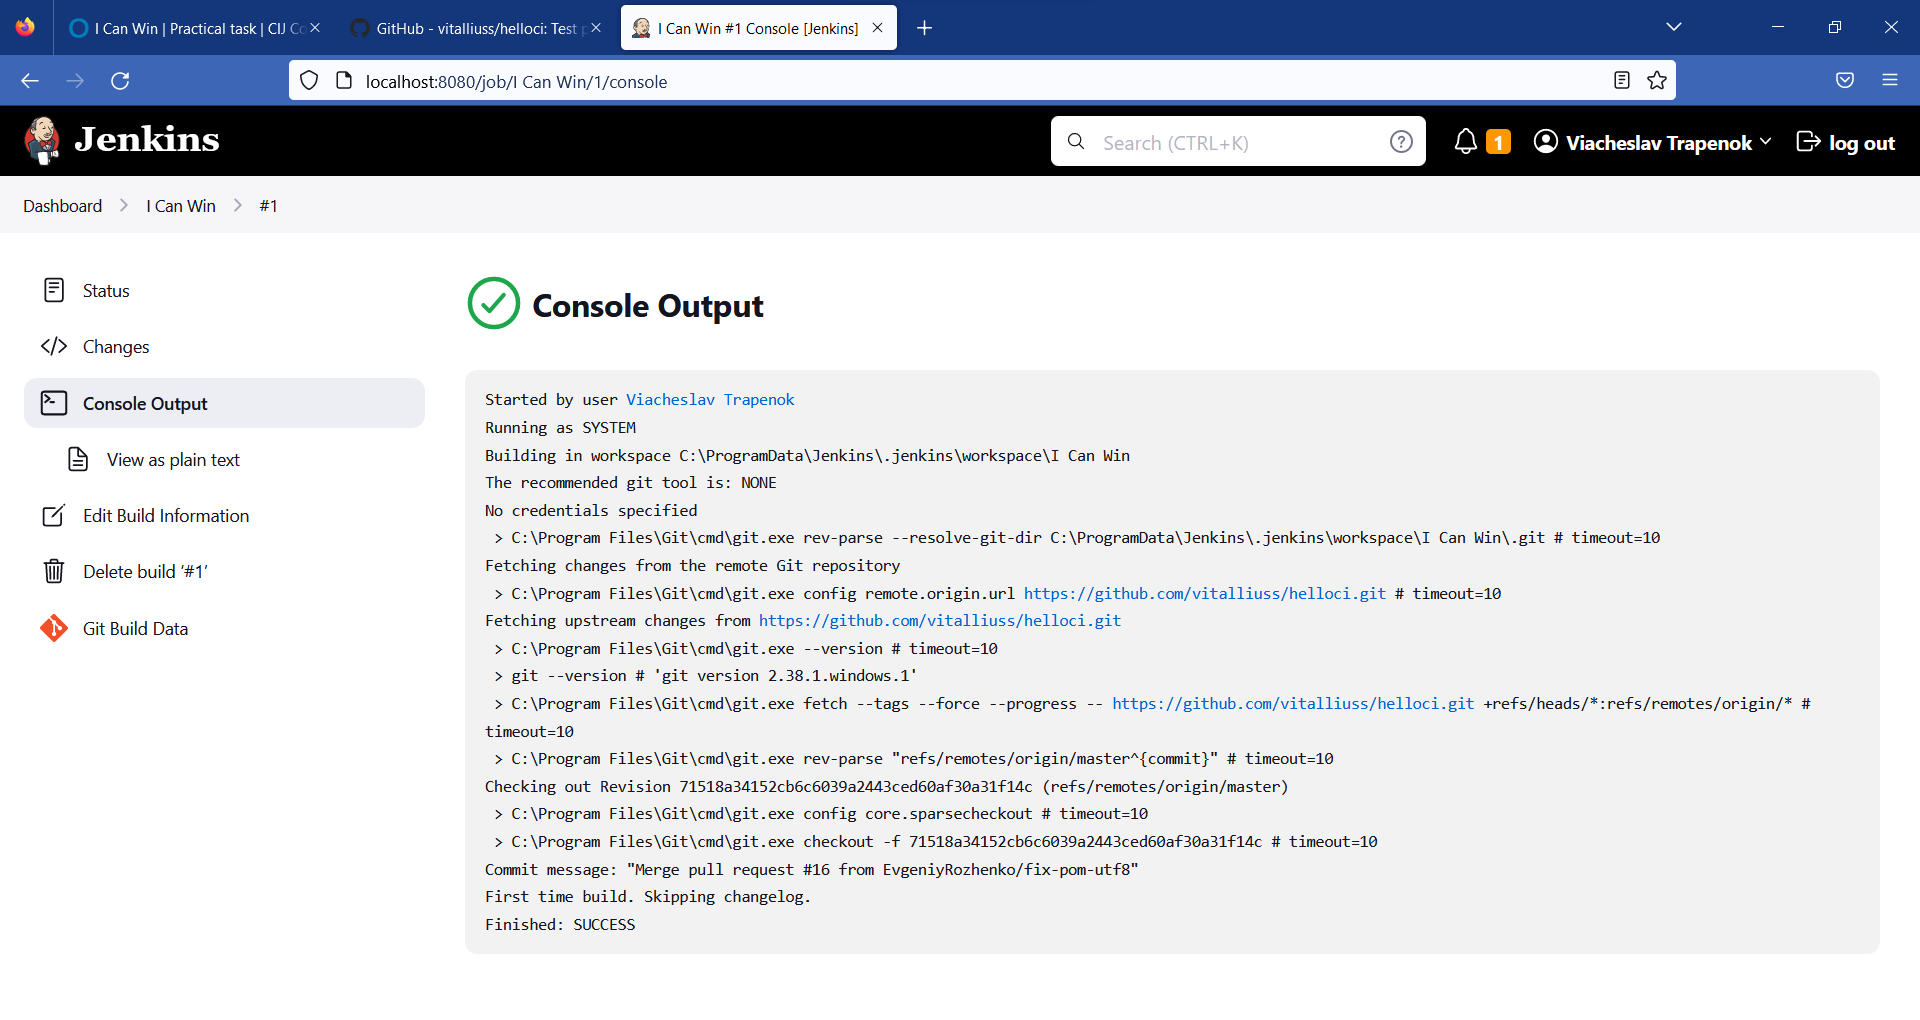 I Can Win | Practical task | CIJ Co
GitHub - vitalliuss/helloci: Test p
I Can Win #1 Console [Jenkins]
localhost:8080/job/I Can Win/1/console
Jenkins
Search (CTRL+K)
?
1
Viacheslav Trapenok
log out
Dashboard
I Can Win
#1
Status
Changes
Console Output
View as plain text
Edit Build Information
Delete build '#1'
Git Build Data
Console Output
Started by user Viacheslav Trapenok
Running as SYSTEM
Building in workspace C:\ProgramData\Jenkins\.jenkins\workspace\I Can Win
The recommended git tool is: NONE
No credentials specified
 > C:\Program Files\Git\cmd\git.exe rev-parse --resolve-git-dir C:\ProgramData\Jenkins\.jenkins\workspace\I Can Win\.git # timeout=10
Fetching changes from the remote Git repository
 > C:\Program Files\Git\cmd\git.exe config remote.origin.url https://github.com/vitalliuss/helloci.git # timeout=10
Fetching upstream changes from https://github.com/vitalliuss/helloci.git
 > C:\Program Files\Git\cmd\git.exe --version # timeout=10
 > git --version # 'git version 2.38.1.windows.1'
 > C:\Program Files\Git\cmd\git.exe fetch --tags --force --progress -- https://github.com/vitalliuss/helloci.git +refs/heads/*:refs/remotes/origin/* #
timeout=10
 > C:\Program Files\Git\cmd\git.exe rev-parse "refs/remotes/origin/master^{commit}" # timeout=10
Checking out Revision 71518a34152cb6c6039a2443ced60af30a31f14c (refs/remotes/origin/master)
 > C:\Program Files\Git\cmd\git.exe config core.sparsecheckout # timeout=10
 > C:\Program Files\Git\cmd\git.exe checkout -f 71518a34152cb6c6039a2443ced60af30a31f14c # timeout=10
Commit message: "Merge pull request #16 from EvgeniyRozhenko/fix-pom-utf8"
First time build. Skipping changelog.
Finished: SUCCESS